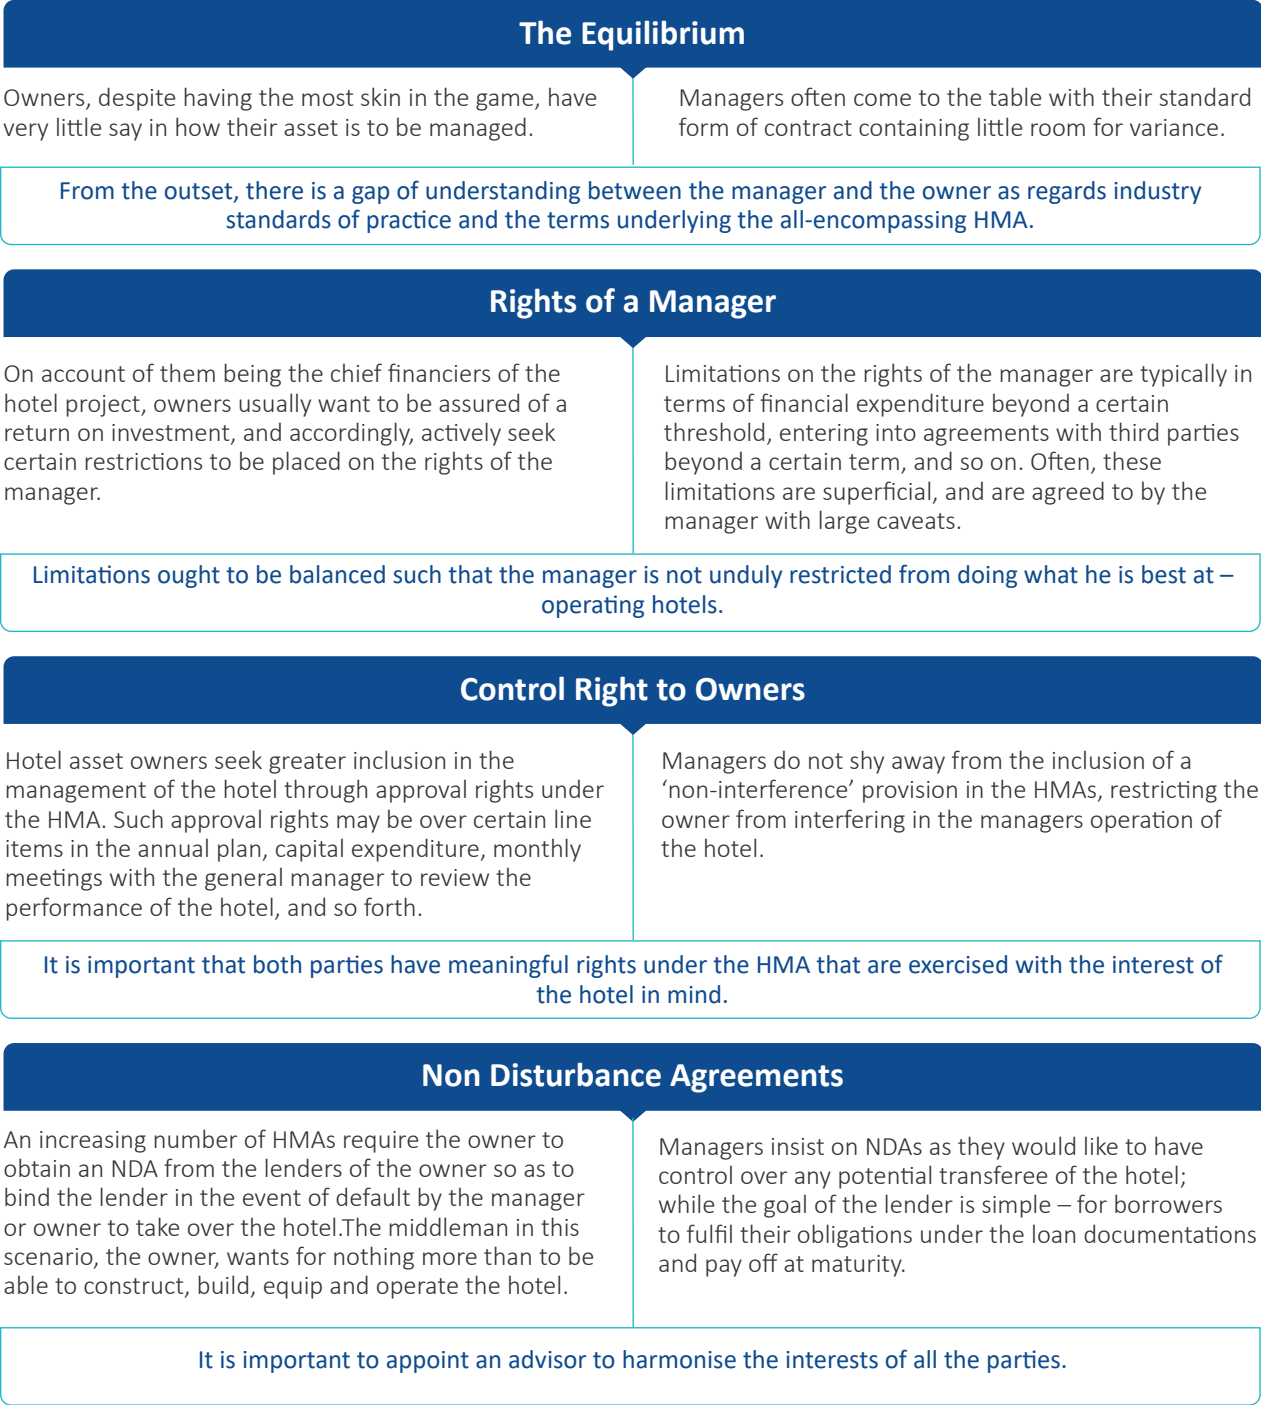 The Equilibrium
Owners, despite having the most skin in the game, have
very little say in how their asset is to be managed.
Managers often come to the table with their standard
form of contract containing little room for variance.
From the outset, there is a gap of understanding between the manager and the owner as regards industry
standards of practice and the terms underlying the all-encompassing HMA.
Rights of a Manager
On account of them being the chief financiers of the
hotel project, owners usually want to be assured of a
return on investment, and accordingly, actively seek
certain restrictions to be placed on the rights of the
manager.
Limitations on the rights of the manager are typically in
terms of financial expenditure beyond a certain
threshold, entering into agreements with third parties
beyond a certain term, and so on. Often, these
limitations are superficial, and are agreed to by the
manager with large caveats.
Limitations ought to be balanced such that the manager is not unduly restricted from doing what he is best at –
operating hotels.
Control Right to Owners
Hotel asset owners seek greater inclusion in the
management of the hotel through approval rights under
the HMA. Such approval rights may be over certain line
items in the annual plan, capital expenditure, monthly
meetings with the general manager to review the
performance of the hotel, and so forth.
Managers do not shy away from the inclusion of a
‘non-interference’ provision in the HMAs, restricting the
owner from interfering in the managers operation of
the hotel.
It is important that both parties have meaningful rights under the HMA that are exercised with the interest of
the hotel in mind.
Non Disturbance Agreements
An increasing number of HMAs require the owner to
obtain an NDA from the lenders of the owner so as to
bind the lender in the event of default by the manager
or owner to take over the hotel.The middleman in this
scenario, the owner, wants for nothing more than to be
able to construct, build, equip and operate the hotel.
Managers insist on NDAs as they would like to have
control over any potential transferee of the hotel;
while the goal of the lender is simple – for borrowers
to fulfil their obligations under the loan documentations
and pay off at maturity.
It is important to appoint an advisor to harmonise the interests of all the parties.